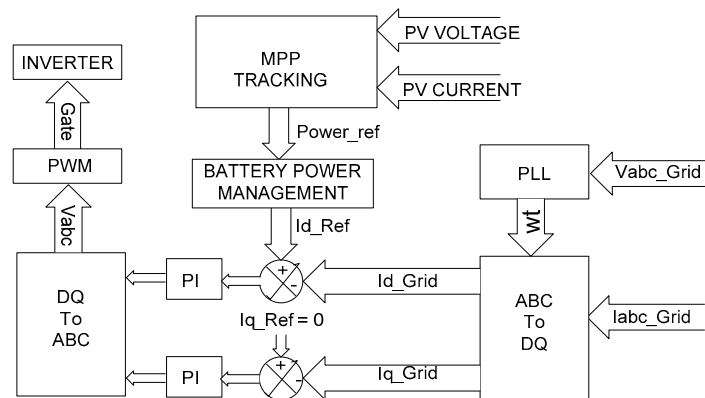 PV VOLTAGE
INVERTER
MPP
TRACKING
PV CURRENT
Gate
Power_ref
PWM
BATTERY POWER
MANAGEMENT
PLL
Vabc_Grid
Vabc
Id_Ref
wt
+
-
PI
Id_Grid
DQ
To
ABC
ABC
To
DQ
Iabc_Grid
Iq_Ref = 0
+
-
PI
Iq_Grid